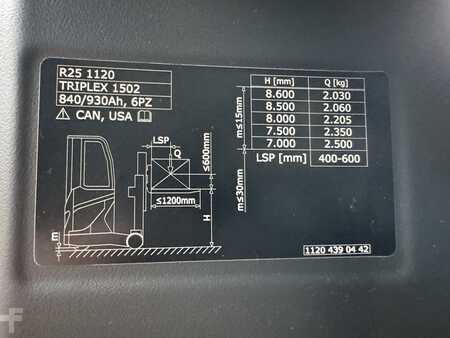 R25 1120
TRIPLEX 1502
840/930Ah, 6PZ
⚠ CAN, USA
H [mm] Q [kg]
8.600 2.030
8.500 2.060
8.000 2.205
7.500 2.350
7.000 2.500
LSP [mm] 400-600
LSP
Q
≤600mm
≤1200mm
H
m≤15mm
m≤30mm
E
1120 439 04 42
F